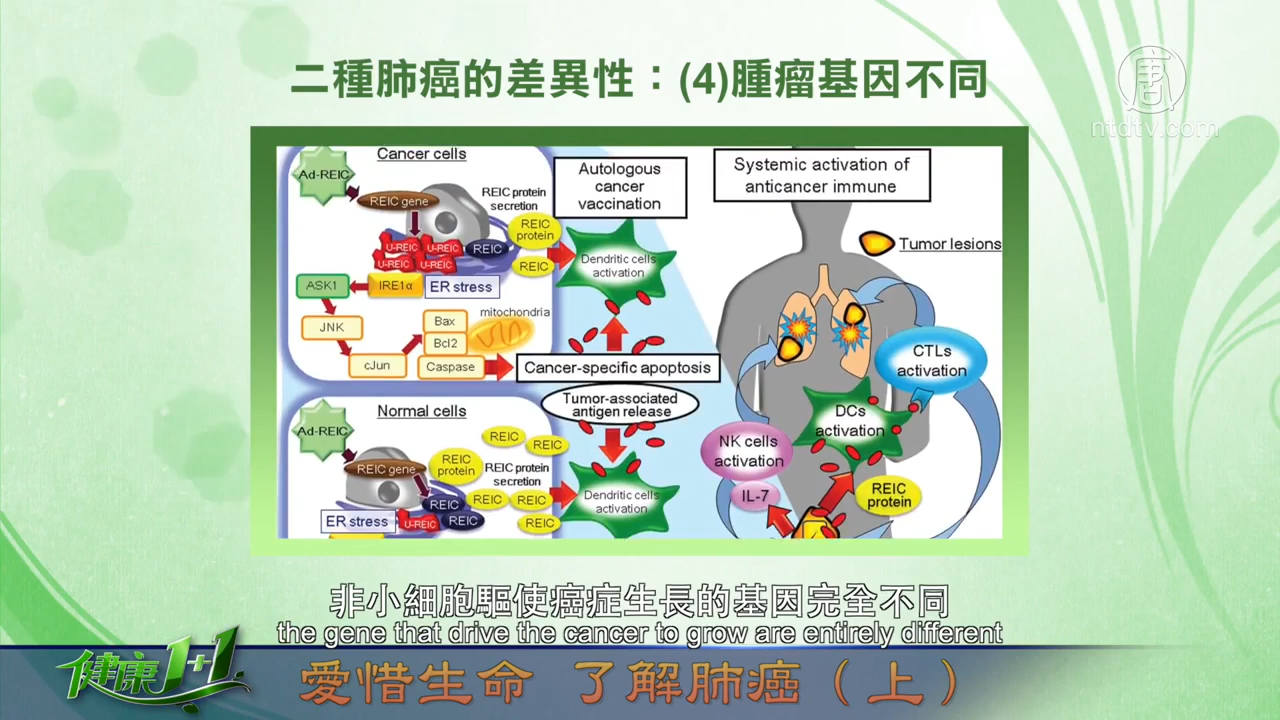 二種肺癌的差異性：(4)腫瘤基因不同
唐
ntdtv.com
Cancer cells
Ad-REIC
REIC gene
REIC protein
secretion
REIC
protein
U-REIC
U-REIC
REIC
U-REIC
U-REIC
REIC
ASK1
IRE1α
ER stress
JNK
Bax
mitochondria
Bcl2
cJun
Caspase
Cancer-specific apoptosis
Autologous
cancer
vaccination
Dendritic cells
activation
Tumor-associated
antigen release
Normal cells
Ad-REIC
REIC gene
REIC
protein
REIC
REIC
REIC protein
secretion
REIC
REIC
REIC
REIC
REIC
U-REIC
ER stress
Dendritic cells
activation
Systemic activation of
anticancer immune
Tumor lesions
CTLs
activation
DCs
activation
NK cells
activation
IL-7
REIC
protein
非小細胞驅使癌症生長的基因完全不同
the gene that drive the cancer to grow are entirely different
健康1+1
愛惜生命 了解肺癌（上）